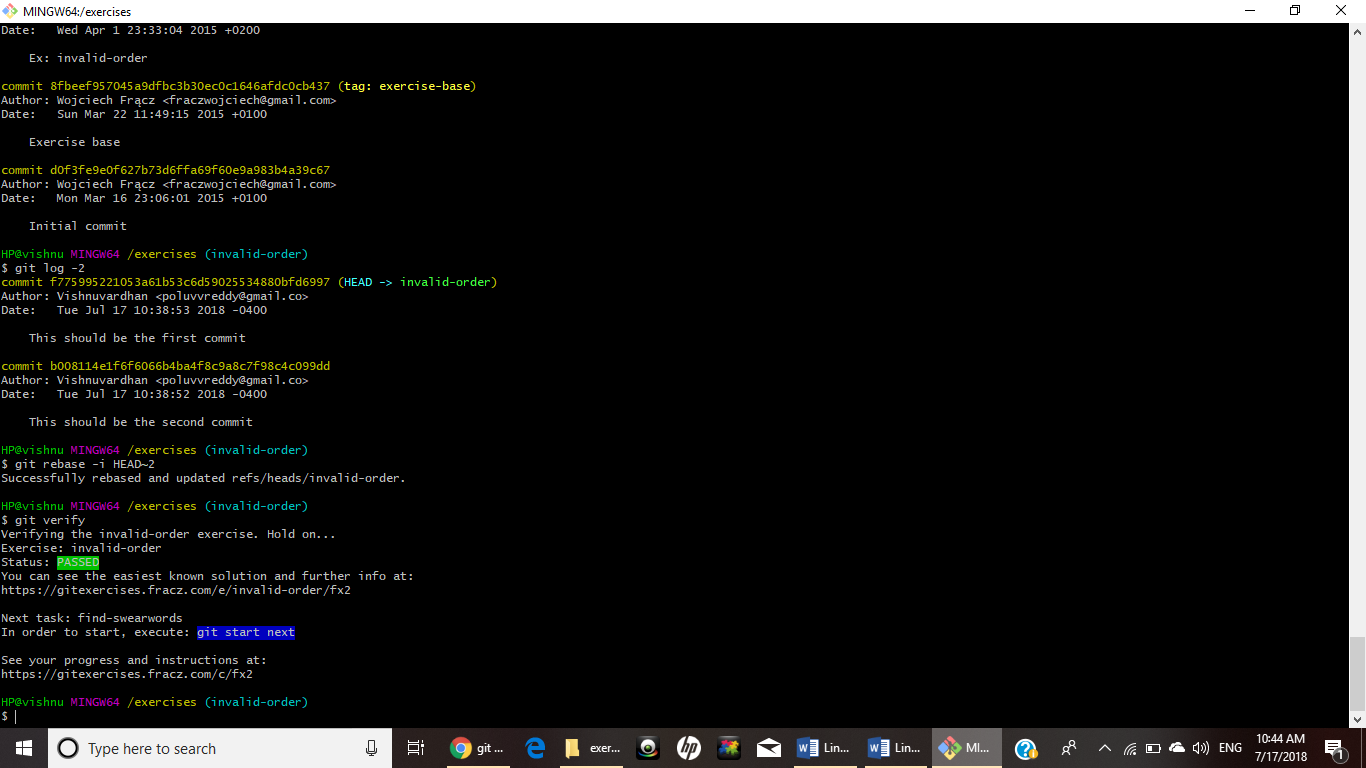 MINGW64:/exercises
Date:   Wed Apr 1 23:33:04 2015 +0200
Ex: invalid-order
commit 8fbeef957045a9dfbc3b30ec0c1646afdc0cb437 (tag: exercise-base)
Author: Wojciech Frącz <fraczwojciech@gmail.com>
Date:   Sun Mar 22 11:49:15 2015 +0100
Exercise base
commit d0f3fe9e0f627b73d6ffa69f60e9a983b4a39c67
Author: Wojciech Frącz <fraczwojciech@gmail.com>
Date:   Mon Mar 16 23:06:01 2015 +0100
Initial commit
HP@vishnu MINGW64 /exercises (invalid-order)
$ git log -2
commit f775995221053a61b53c6d59025534880bfd6997 (HEAD -> invalid-order)
Author: Vishnuvardhan <poluvvreddy@gmail.co>
Date:   Tue Jul 17 10:38:53 2018 -0400
This should be the first commit
commit b008114e1f6f6066b4ba4f8c9a8c7f98c4c099dd
Author: Vishnuvardhan <poluvvreddy@gmail.co>
Date:   Tue Jul 17 10:38:52 2018 -0400
This should be the second commit
HP@vishnu MINGW64 /exercises (invalid-order)
$ git rebase -i HEAD~2
Successfully rebased and updated refs/heads/invalid-order.
HP@vishnu MINGW64 /exercises (invalid-order)
$ git verify
Verifying the invalid-order exercise. Hold on...
Exercise: invalid-order
Status: PASSED
You can see the easiest known solution and further info at:
https://gitexercises.fracz.com/e/invalid-order/fx2
Next task: find-swearwords
In order to start, execute: git start next
See your progress and instructions at:
https://gitexercises.fracz.com/c/fx2
HP@vishnu MINGW64 /exercises (invalid-order)
$
Type here to search
git ...
exer...
hp
Lin...
Lin...
MI...
ENG
10:44 AM
7/17/2018
1